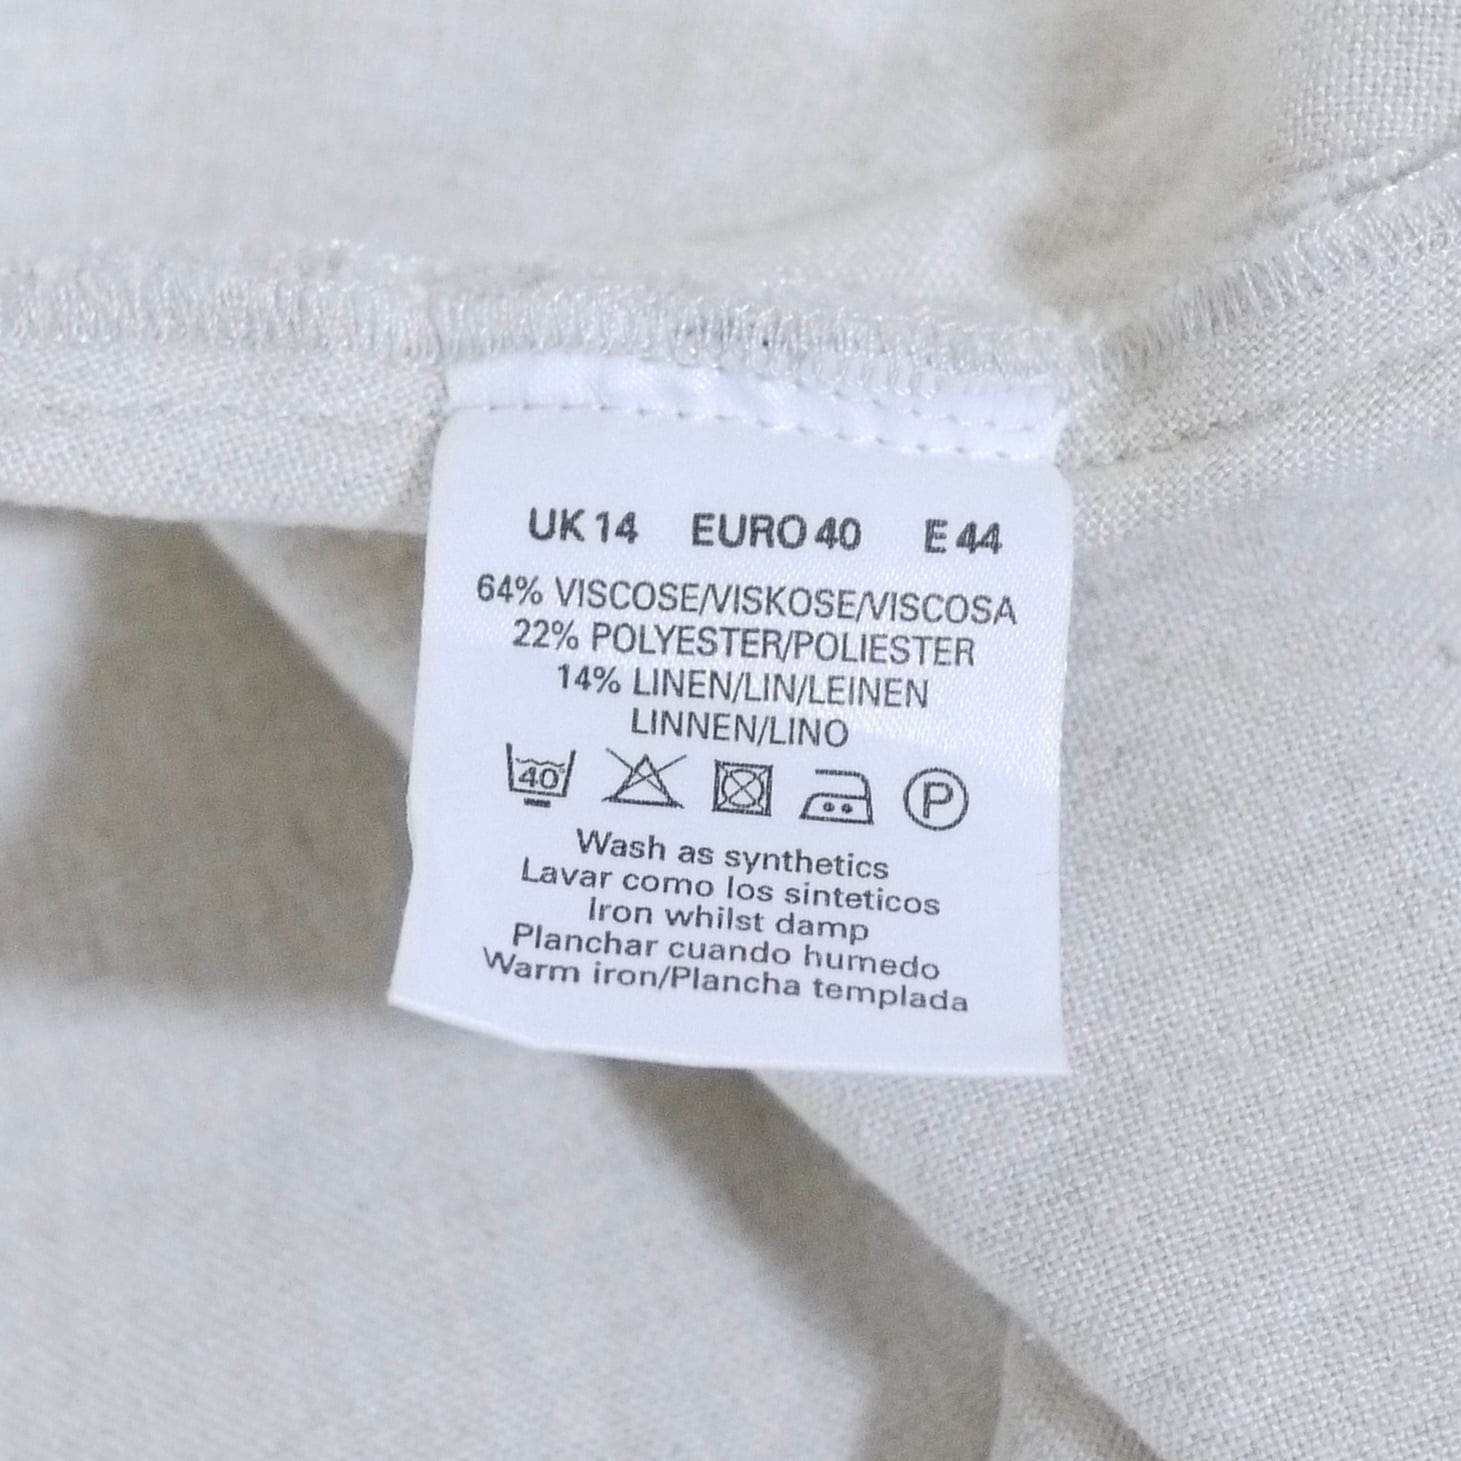 UK 14 EURO 40 E 44
64% VISCOSE/VISKOSE/VISCOSA
22% POLYESTER/POLIESTER
14% LINEN/LIN/LEINEN
LINNEN/LINO
40° P
Wash as synthetics
Lavar como los sinteticos
Iron whilst damp
Planchar cuando humedo
Warm iron/Plancha templada